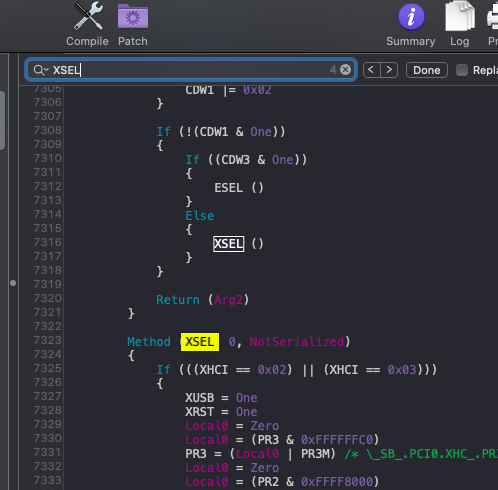 Compile Patch Summary Log
XSEL 4 < > Done Repla
7305 CDW1 |= 0x02
7306 }
7307
7308 If (!(CDW1 & One))
7309 {
7310 If ((CDW3 & One))
7311 {
7312 ESEL ()
7313 }
7314 Else
7315 {
7316 XSEL ()
7317 }
7318 }
7319
7320 Return (Arg2)
7321 }
7322
7323 Method (XSEL, 0, NotSerialized)
7324 {
7325 If (((XHCI == 0x02) || (XHCI == 0x03)))
7326 {
7327 XUSB = One
7328 XRST = One
7329 Local0 = Zero
7330 Local0 = (PR3 & 0xFFFFFFC0)
7331 PR3 = (Local0 | PR3M) /* \_SB_.PCI0.XHC_.PR3
7332 Local0 = Zero
7333 Local0 = (PR2 & 0xFFFF8000)